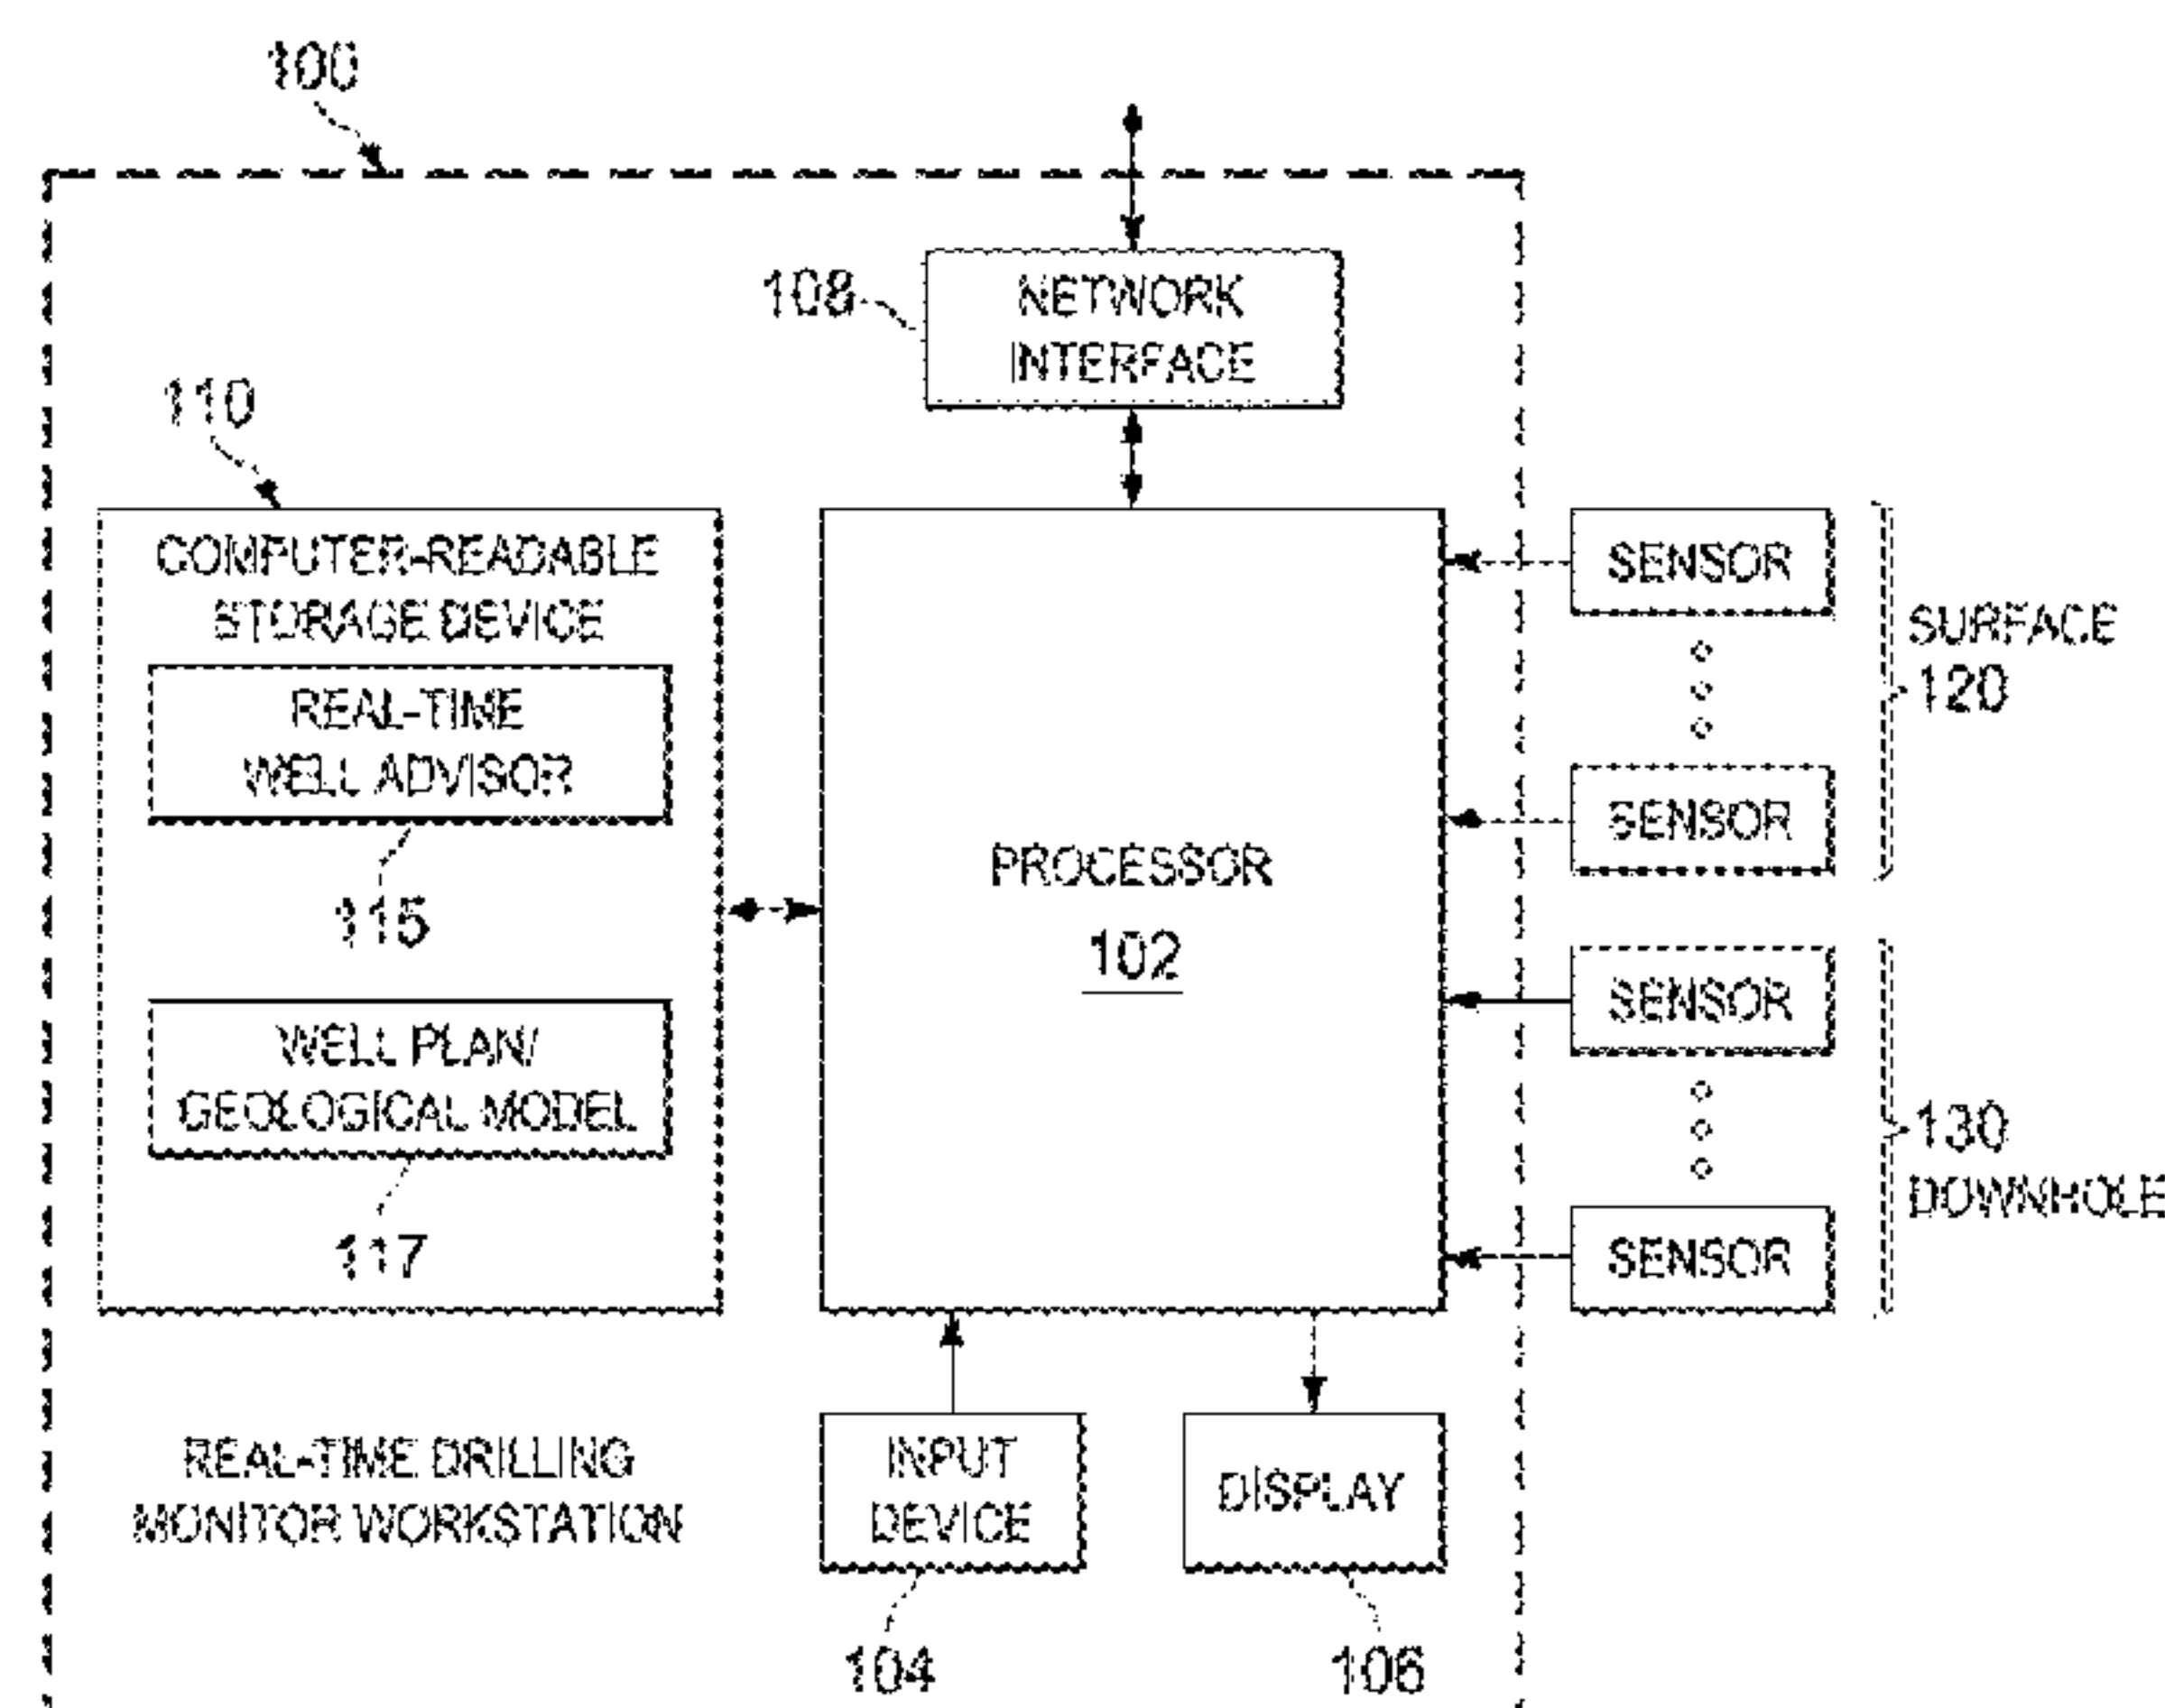 100
108
NETWORK
INTERFACE
110
COMPUTER-READABLE
STORAGE DEVICE
REAL-TIME
WELL ADVISOR
115
WELL PLAN/
GEOLOGICAL MODEL
117
PROCESSOR
102
SENSOR
SENSOR
SURFACE
120
SENSOR
SENSOR
130
DOWNHOLE
REAL-TIME DRILLING
MONITOR WORKSTATION
INPUT
DEVICE
104
DISPLAY
106